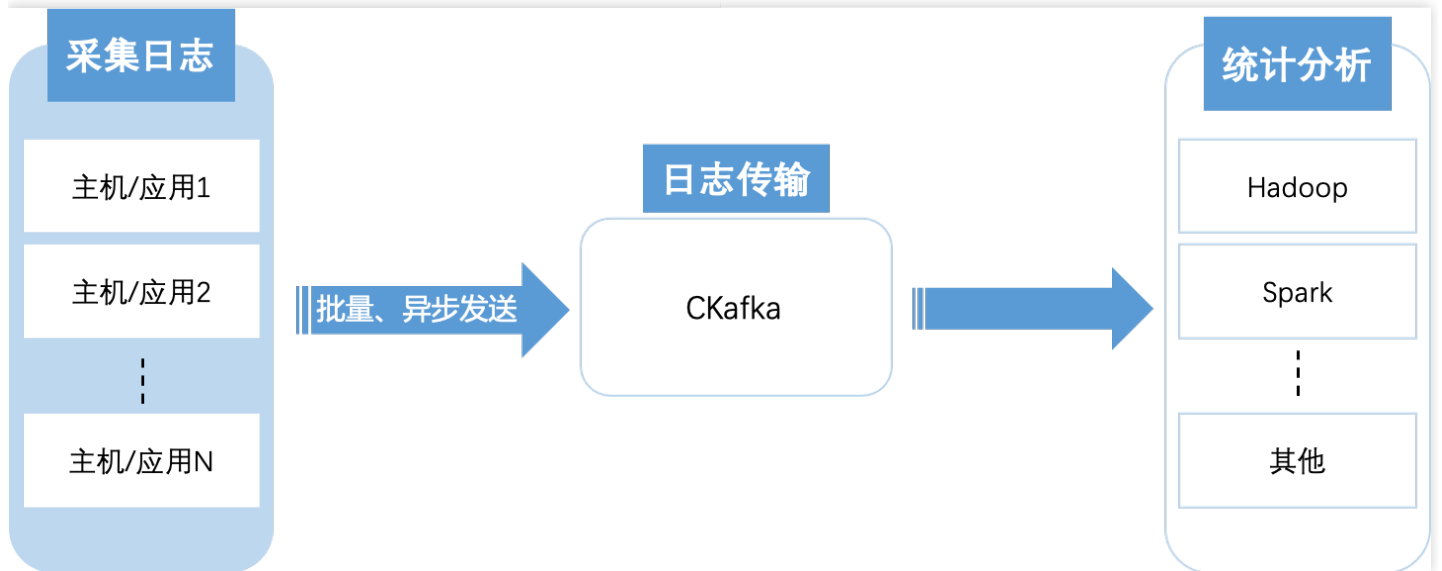 采集日志
主机/应用1
主机/应用2
主机/应用N
批量、异步发送
日志传输
CKafka
统计分析
Hadoop
Spark
其他